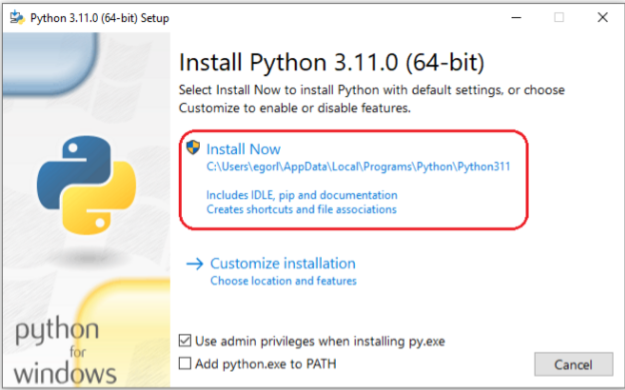 Python 3.11.0 (64-bit) Setup
Install Python 3.11.0 (64-bit)
Select Install Now to install Python with default settings, or choose
Customize to enable or disable features.
Install Now
C:\Users\egorl\AppData\Local\Programs\Python\Python311
Includes IDLE, pip and documentation
Creates shortcuts and file associations
Customize installation
Choose location and features
python
for
windows
Use admin privileges when installing py.exe
Add python.exe to PATH
Cancel